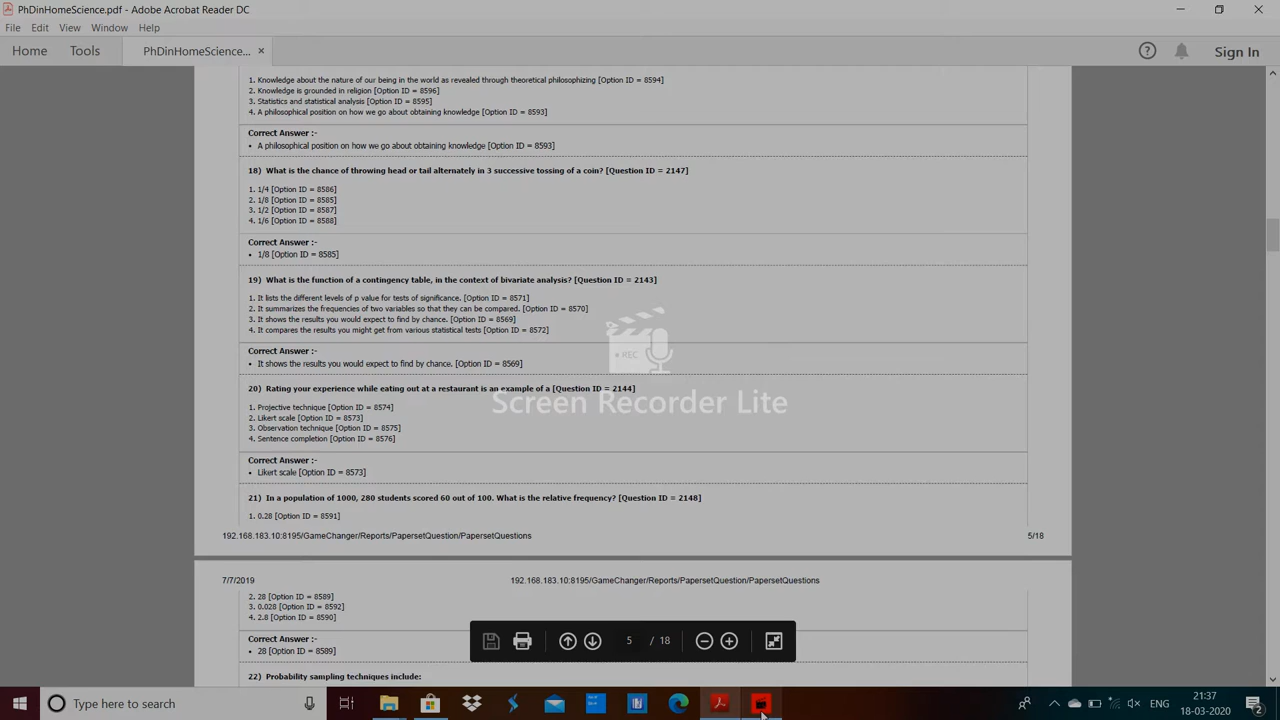 PhDinHomeScience.pdf - Adobe Acrobat Reader DC
File Edit View Window Help
Home Tools PhDinHomeScience... × Sign In
1. Knowledge about the nature of our being in the world as revealed through theoretical philosophizing [Option ID = 8594]
2. Knowledge is grounded in religion [Option ID = 8596]
3. Statistics and statistical analysis [Option ID = 8595]
4. A philosophical position on how we go about obtaining knowledge [Option ID = 8593]
Correct Answer :-
• A philosophical position on how we go about obtaining knowledge [Option ID = 8593]
18) What is the chance of throwing head or tail alternately in 3 successive tossing of a coin? [Question ID = 2147]
1. 1/4 [Option ID = 8586]
2. 1/8 [Option ID = 8585]
3. 1/2 [Option ID = 8587]
4. 1/6 [Option ID = 8588]
Correct Answer :-
• 1/8 [Option ID = 8585]
19) What is the function of a contingency table, in the context of bivariate analysis? [Question ID = 2143]
1. It lists the different levels of p value for tests of significance. [Option ID = 8571]
2. It summarizes the frequencies of two variables so that they can be compared. [Option ID = 8570]
3. It shows the results you would expect to find by chance. [Option ID = 8569]
4. It compares the results you might get from various statistical tests [Option ID = 8572]
Correct Answer :-
• It shows the results you would expect to find by chance. [Option ID = 8569]
REC
20) Rating your experience while eating out at a restaurant is an example of a [Question ID = 2144]
Screen Recorder Lite
1. Projective technique [Option ID = 8574]
2. Likert scale [Option ID = 8573]
3. Observation technique [Option ID = 8575]
4. Sentence completion [Option ID = 8576]
Correct Answer :-
• Likert scale [Option ID = 8573]
21) In a population of 1000, 280 students scored 60 out of 100. What is the relative frequency? [Question ID = 2148]
1. 0.28 [Option ID = 8591]
192.168.183.10:8195/GameChanger/Reports/PapersetQuestion/PapersetQuestions 5/18
7/7/2019 192.168.183.10:8195/GameChanger/Reports/PapersetQuestion/PapersetQuestions
2. 28 [Option ID = 8589]
3. 0.028 [Option ID = 8592]
4. 2.8 [Option ID = 8590]
Correct Answer :-
• 28 [Option ID = 8589]
5 / 18
22) Probability sampling techniques include:
Type here to search
ENG
21:37
18-03-2020
2